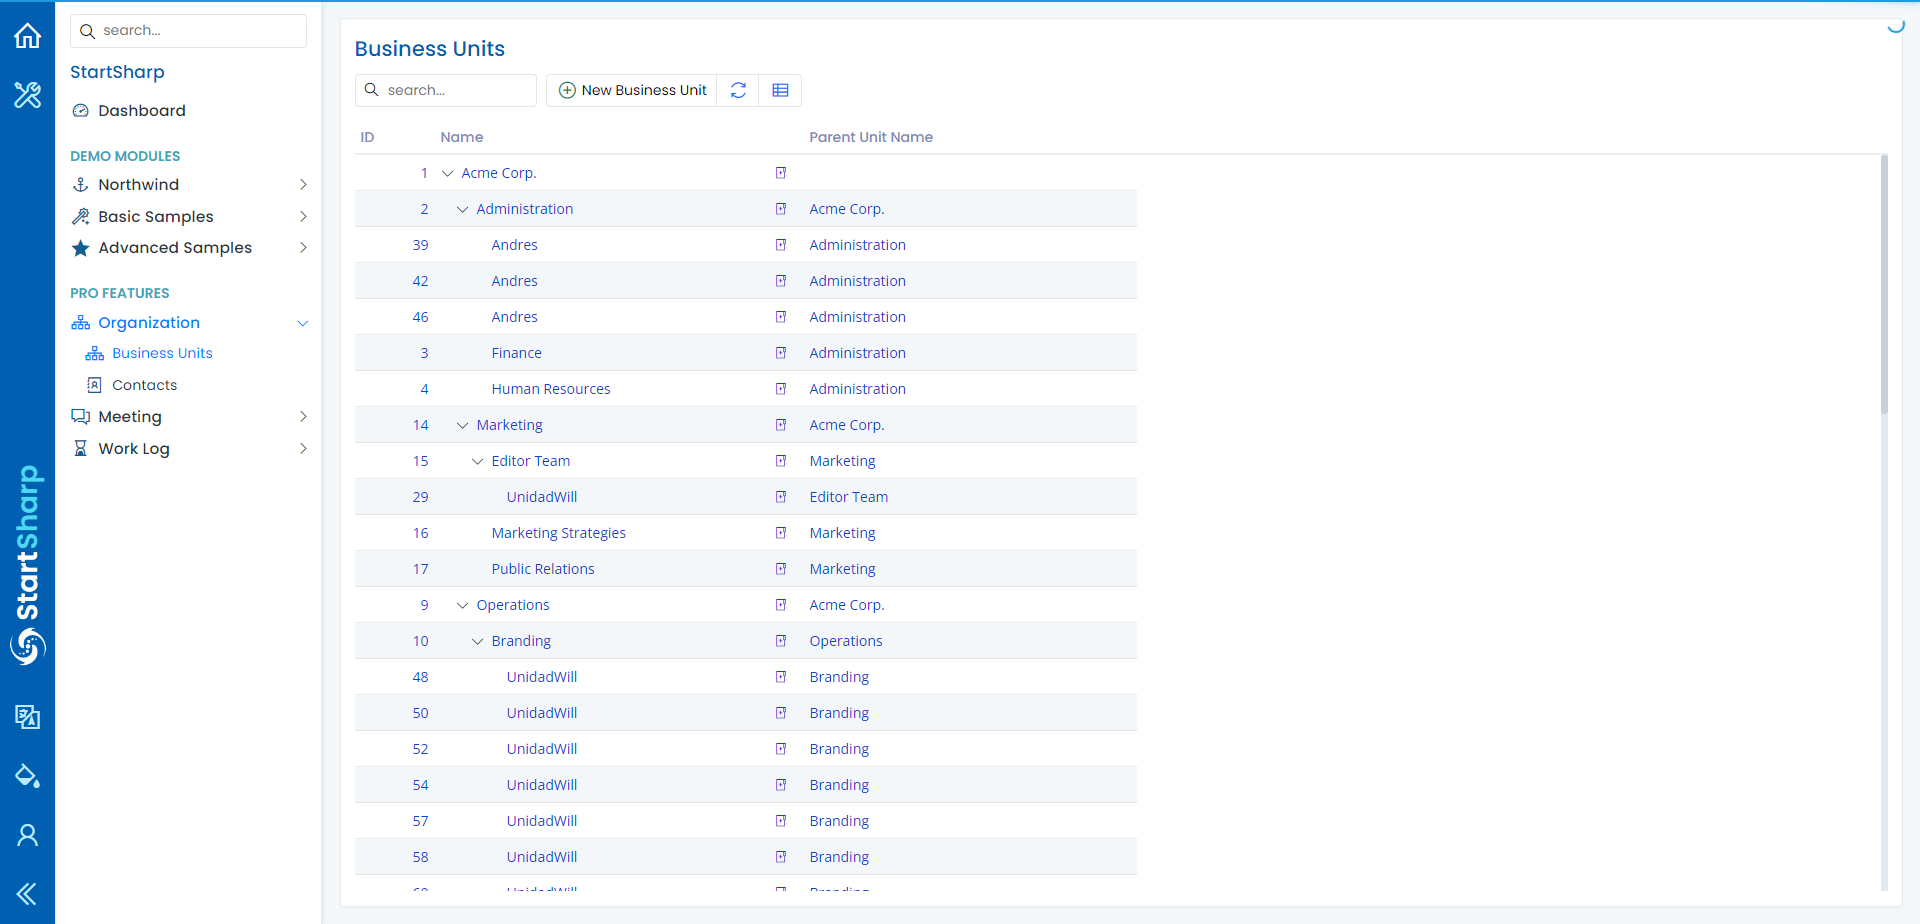 search...
StartSharp
Dashboard
DEMO MODULES
Northwind
Basic Samples
Advanced Samples
PRO FEATURES
Organization
Business Units
Contacts
Meeting
Work Log
StartSharp
Business Units
search...
New Business Unit
ID Name Parent Unit Name
1 Acme Corp.
2 Administration Acme Corp.
39 Andres Administration
42 Andres Administration
46 Andres Administration
3 Finance Administration
4 Human Resources Administration
14 Marketing Acme Corp.
15 Editor Team Marketing
29 UnidadWill Editor Team
16 Marketing Strategies Marketing
17 Public Relations Marketing
9 Operations Acme Corp.
10 Branding Operations
48 UnidadWill Branding
50 UnidadWill Branding
52 UnidadWill Branding
54 UnidadWill Branding
57 UnidadWill Branding
58 UnidadWill Branding
UnidadWill Branding